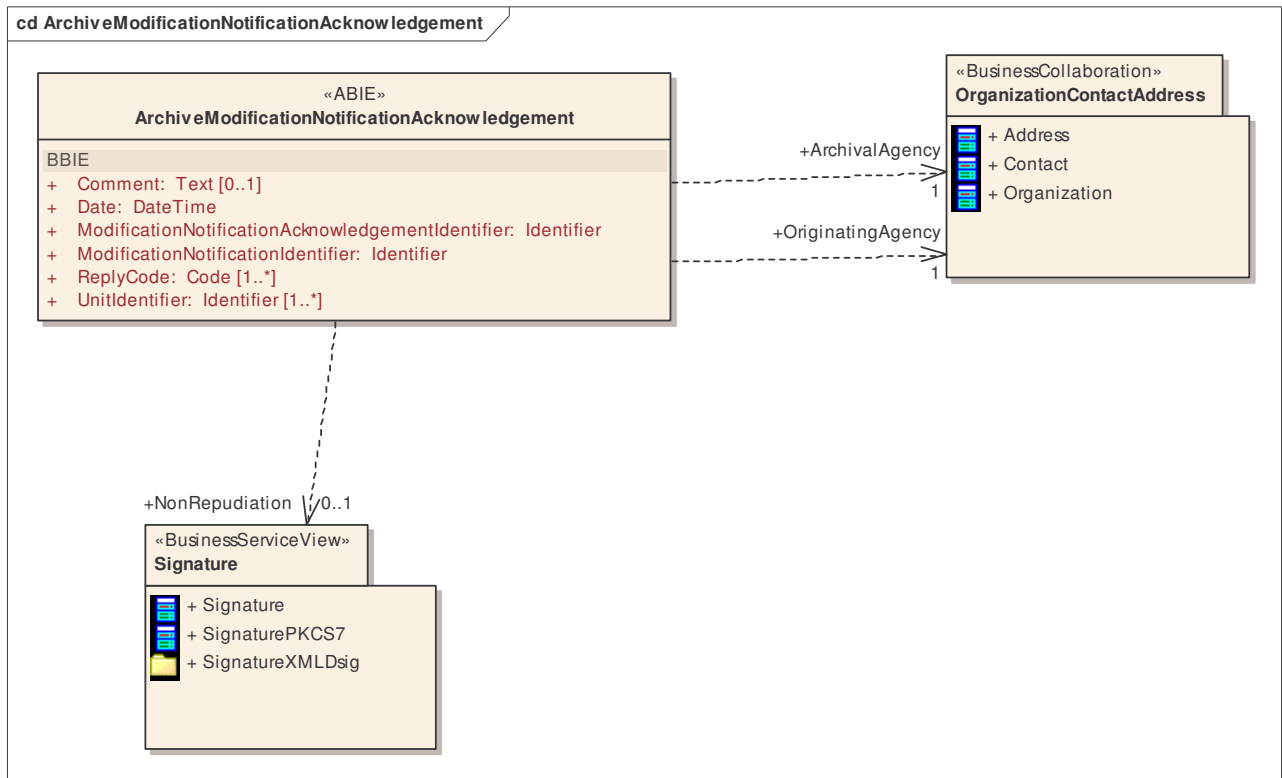 cd ArchiveModificationNotificationAcknowledgement
«ABIE»
ArchiveModificationNotificationAcknowledgement
BBIE
+ Comment: Text [0..1]
+ Date: DateTime
+ ModificationNotificationAcknowledgementIdentifier: Identifier
+ ModificationNotificationIdentifier: Identifier
+ ReplyCode: Code [1..*]
+ UnitIdentifier: Identifier [1..*]
+ArchivalAgency
1
+OriginatingAgency
1
«BusinessCollaboration»
OrganizationContactAddress
+ Address
+ Contact
+ Organization
+NonRepudiation 0..1
«BusinessServiceView»
Signature
+ Signature
+ SignaturePKCS7
+ SignatureXMLDsig